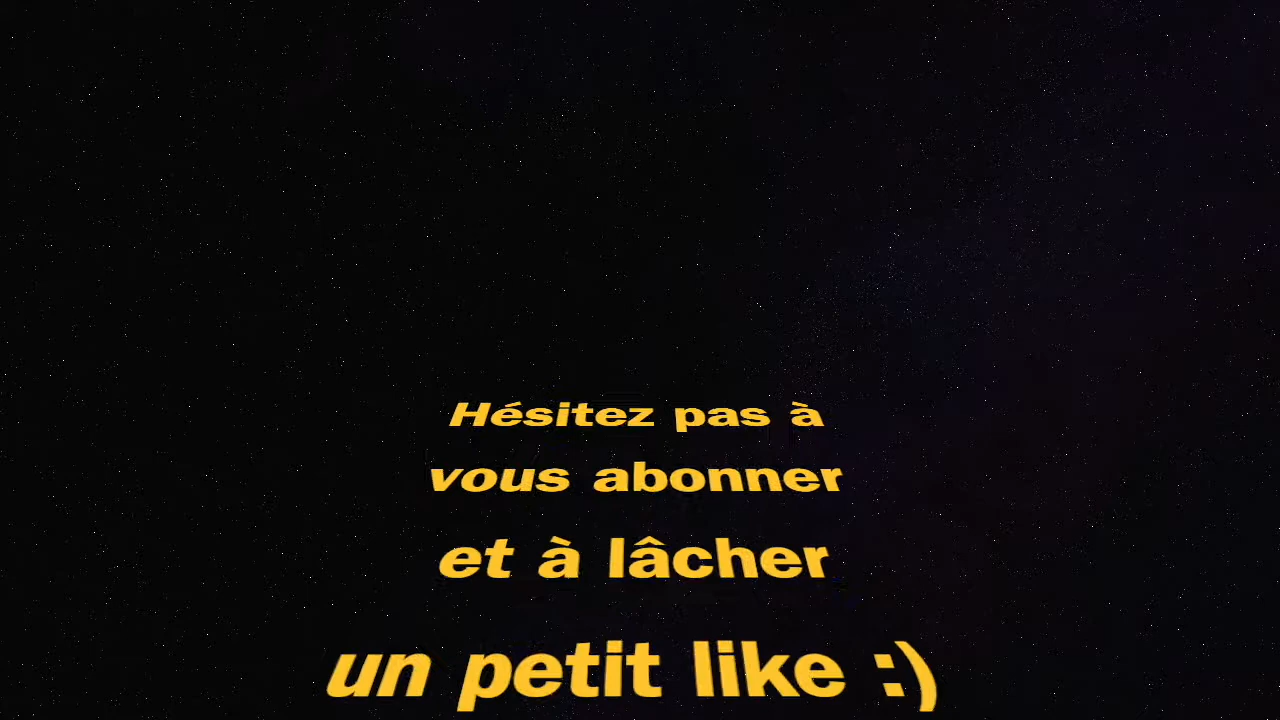 Hésitez pas à
vous abonner
et à lâcher
un petit like :)